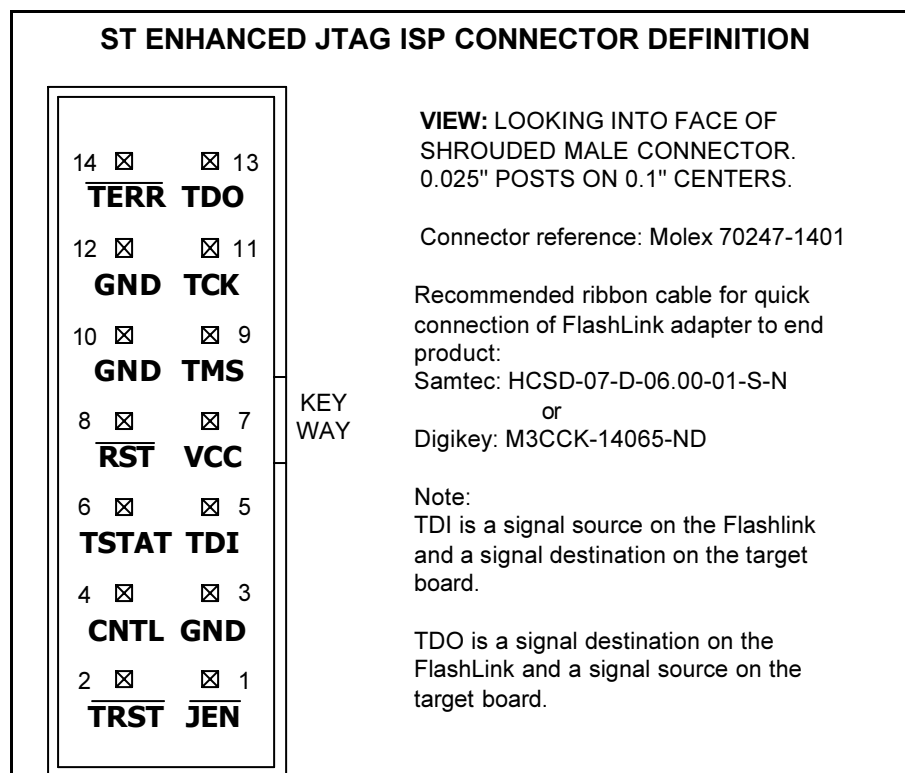 ST ENHANCED JTAG ISP CONNECTOR DEFINITION
14 13
TERR TDO
12 11
GND TCK
10 9
GND TMS
8 7
RST VCC
6 5
TSTAT TDI
4 3
CNTL GND
2 1
TRST JEN
KEY
WAY
VIEW: LOOKING INTO FACE OF
SHROUDED MALE CONNECTOR.
0.025" POSTS ON 0.1" CENTERS.
Connector reference: Molex 70247-1401
Recommended ribbon cable for quick
connection of FlashLink adapter to end
product:
Samtec: HCSD-07-D-06.00-01-S-N
or
Digikey: M3CCK-14065-ND
Note:
TDI is a signal source on the Flashlink
and a signal destination on the target
board.
TDO is a signal destination on the
FlashLink and a signal source on the
target board.